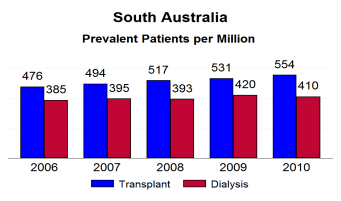 South Australia
Prevalent Patients per Million
476 385 494 395 517 393 531 420 554 410
2006 2007 2008 2009 2010
Transplant Dialysis